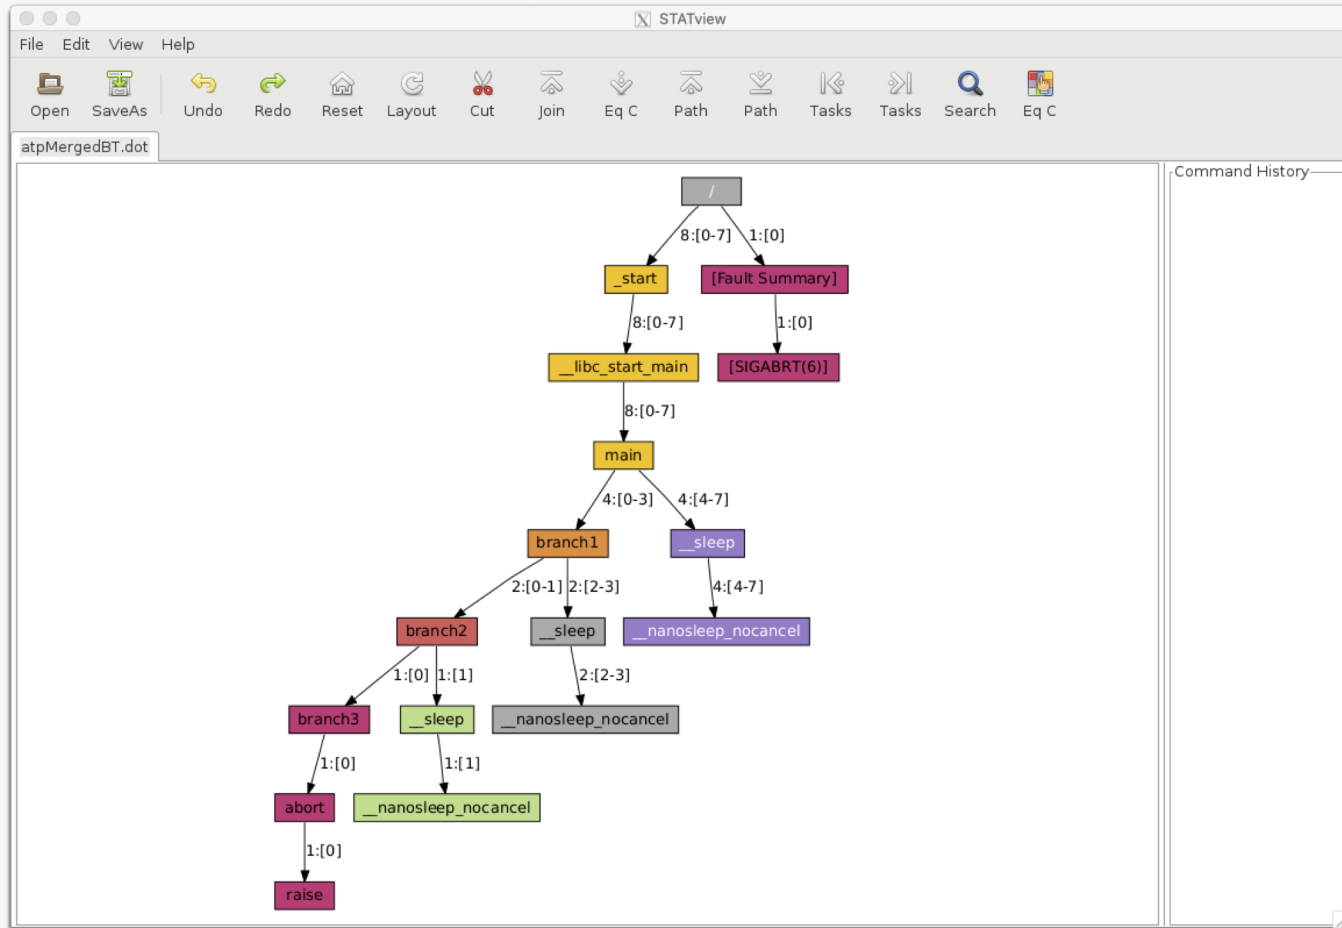 STATview
File Edit View Help
Open SaveAs Undo Redo Reset Layout Cut Join Eq C Path Path Tasks Tasks Search Eq C
atpMergedBT.dot
Command History
/
8:[0-7] 1:[0]
_start [Fault Summary]
8:[0-7] 1:[0]
__libc_start_main [SIGABRT(6)]
8:[0-7]
main
4:[0-3] 4:[4-7]
branch1 __sleep
2:[0-1] 2:[2-3] 4:[4-7]
branch2 __sleep __nanosleep_nocancel
1:[0] 1:[1] 2:[2-3]
branch3 __sleep __nanosleep_nocancel
1:[0] 1:[1]
abort __nanosleep_nocancel
1:[0]
raise